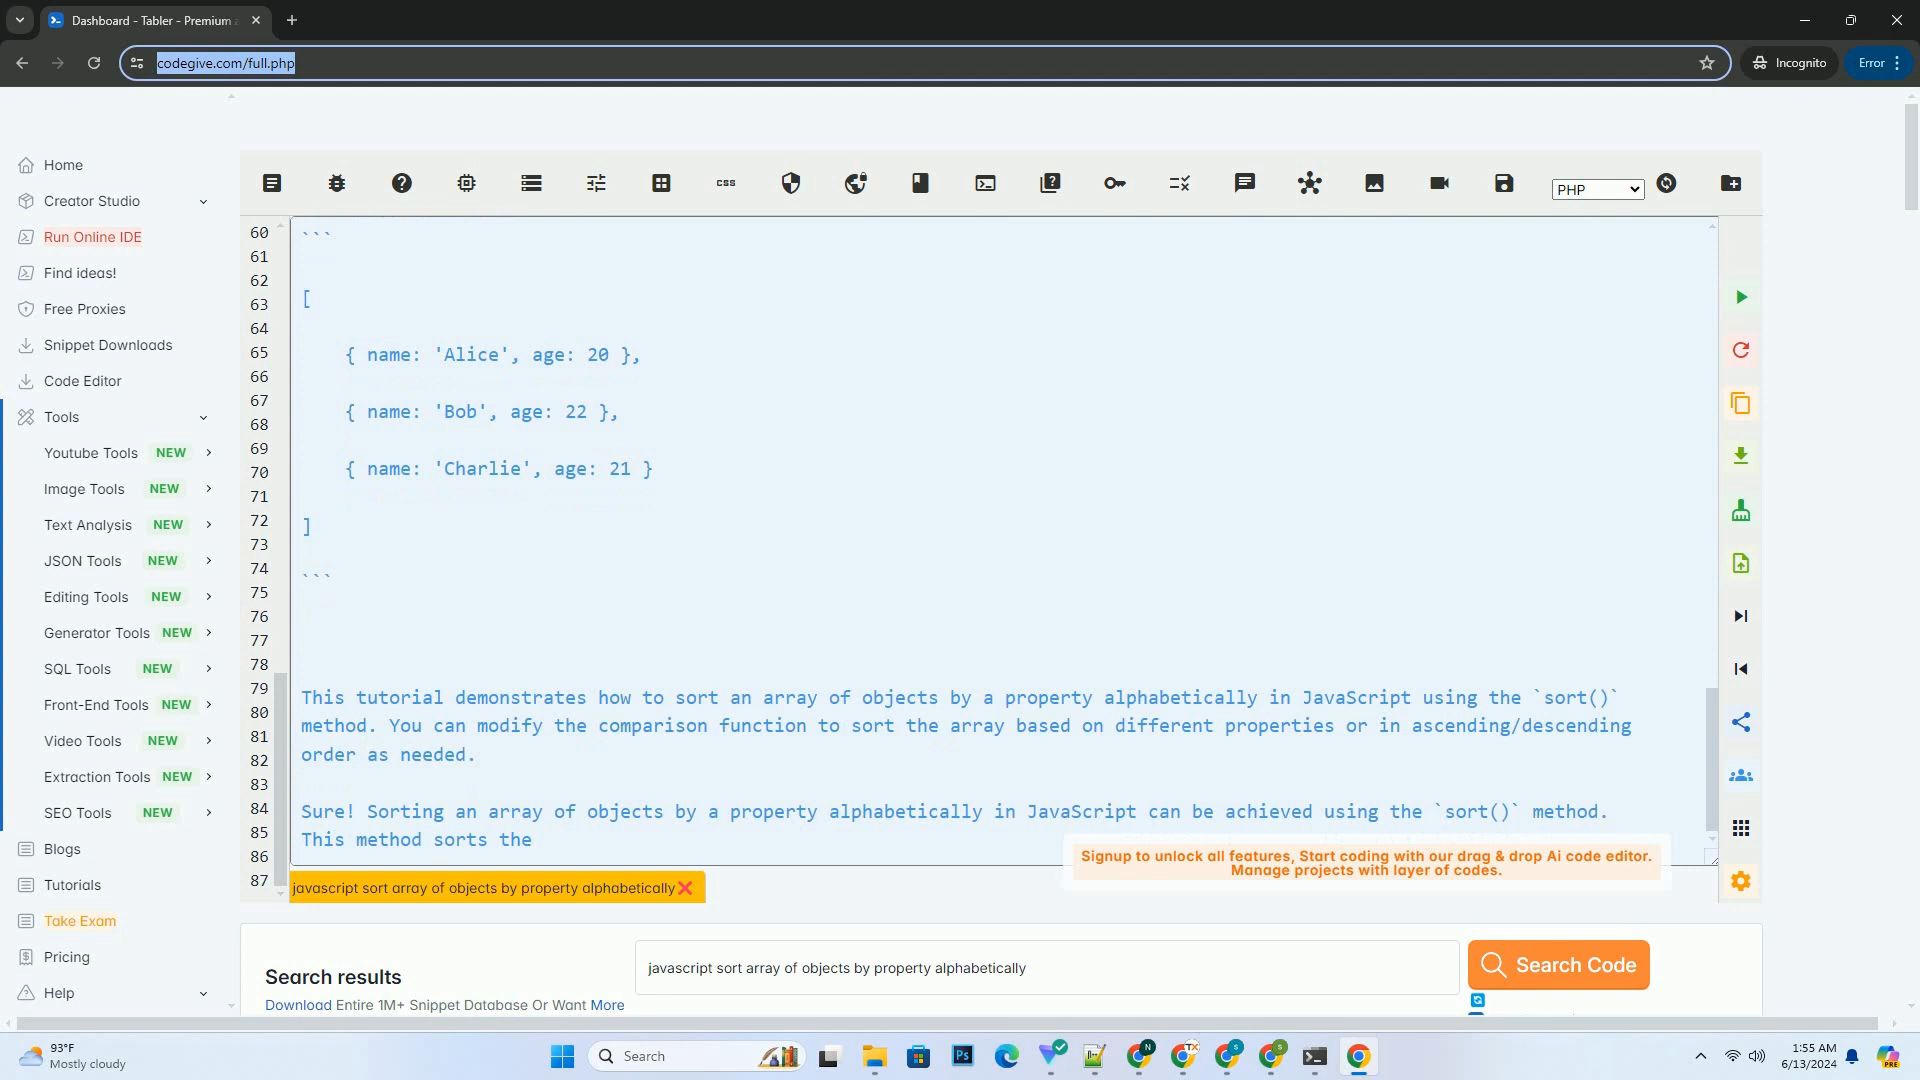 Dashboard - Tabler - Premium
codegive.com/full.php
Incognito
Error
Home
Creator Studio
Run Online IDE
Find ideas!
Free Proxies
Snippet Downloads
Code Editor
Tools
Youtube Tools NEW
Image Tools NEW
Text Analysis NEW
JSON Tools NEW
Editing Tools NEW
Generator Tools NEW
SQL Tools NEW
Front-End Tools NEW
Video Tools NEW
Extraction Tools NEW
SEO Tools NEW
Blogs
Tutorials
Take Exam
Pricing
Help
css
PHP
60
61
62
63
64
65
66
67
68
69
70
71
72
73
74
75
76
77
78
79
80
81
82
83
84
85
86
87
```
[
{ name: 'Alice', age: 20 },
{ name: 'Bob', age: 22 },
{ name: 'Charlie', age: 21 }
]
```
This tutorial demonstrates how to sort an array of objects by a property alphabetically in JavaScript using the `sort()`
method. You can modify the comparison function to sort the array based on different properties or in ascending/descending
order as needed.
Sure! Sorting an array of objects by a property alphabetically in JavaScript can be achieved using the `sort()` method.
This method sorts the
Signup to unlock all features, Start coding with our drag & drop Ai code editor.
Manage projects with layer of codes.
javascript sort array of objects by property alphabetically
Search results
Download Entire 1M+ Snippet Database Or Want More
javascript sort array of objects by property alphabetically
Search Code
93°F
Mostly cloudy
Search
Ps
N
TX
S
S
1:55 AM
6/13/2024
PRE